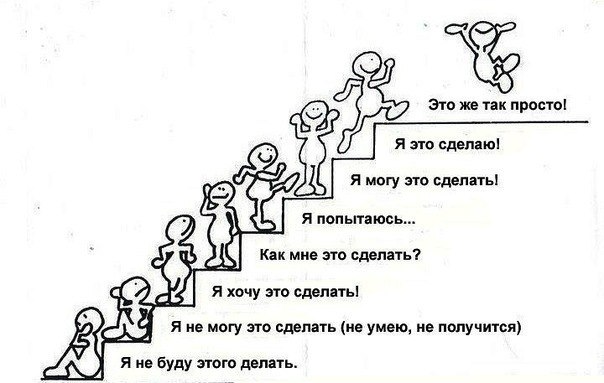 Это же так просто!
Я это сделаю!
Я могу это сделать!
Я попытаюсь...
Как мне это сделать?
Я хочу это сделать!
Я не могу это сделать (не умею, не получится)
Я не буду этого делать.